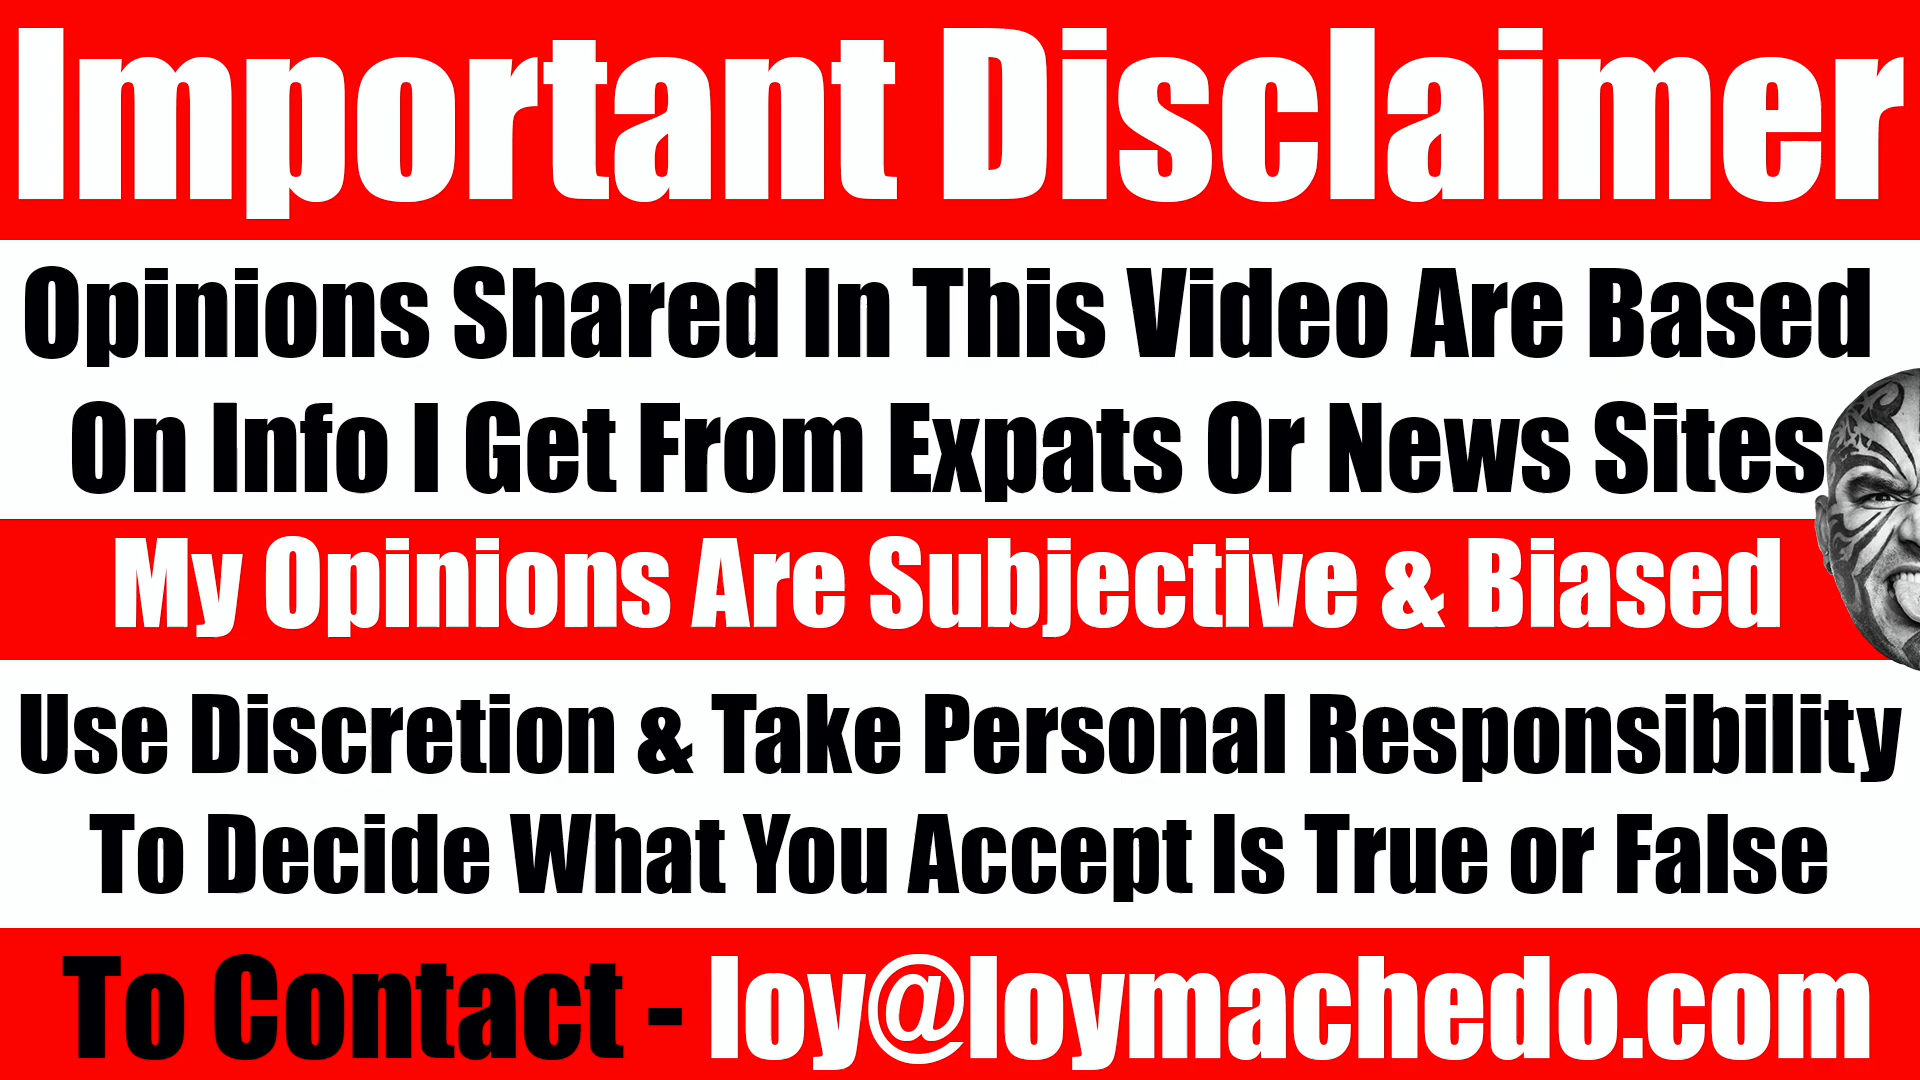 Important Disclaimer
Opinions Shared In This Video Are Based
On Info I Get From Expats Or News Sites
My Opinions Are Subjective & Biased
Use Discretion & Take Personal Responsibility
To Decide What You Accept Is True or False
To Contact - loy@loymachedo.com